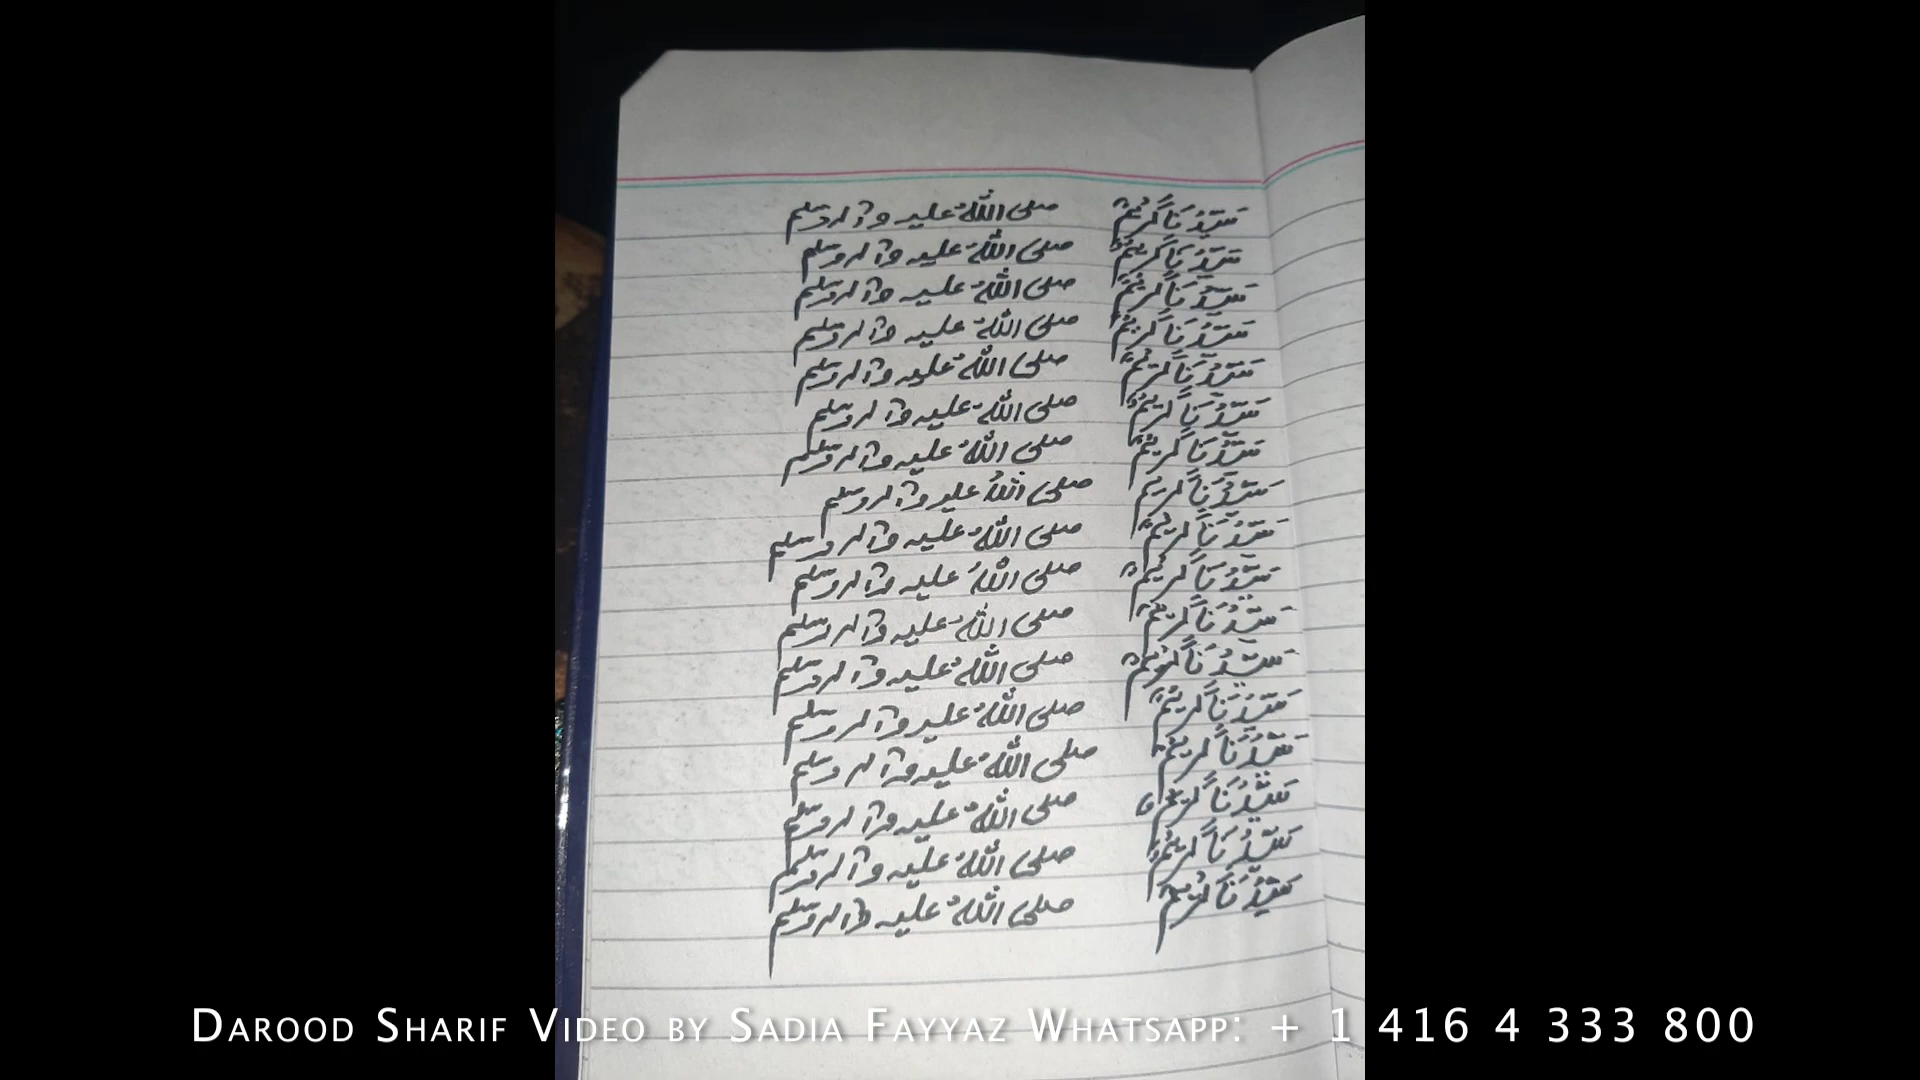 سَیِّدُنَا کَرِیْمٌ صلی اللہُ علیہ وآلہ وسلم
سَیِّدُنَا کَرِیْمٌ صلی اللہُ علیہ وآلہ وسلم
سَیِّدُنَا کَرِیْمٌ صلی اللہُ علیہ وآلہ وسلم
سَیِّدُنَا کَرِیْمٌ صلی اللہُ علیہ وآلہ وسلم
سَیِّدُنَا کَرِیْمٌ صلی اللہُ علیہ وآلہ وسلم
سَیِّدُنَا کَرِیْمٌ صلی اللہُ علیہ وآلہ وسلم
سَیِّدُنَا کَرِیْمٌ صلی اللہُ علیہ وآلہ وسلم
سَیِّدُنَا کَرِیْم صلی اللہُ علیہ وآلہ وسلم
سَیِّدُنَا کَرِیْمٌ صلی اللہُ علیہ وآلہ وسلم
سَیِّدُنَا کَرِیْمٌ صلی اللہُ علیہ وآلہ وسلم
سَیِّدُنَا کَرِیْمٌ صلی اللہُ علیہ وآلہ وسلم
سَیِّدُنَا کَرِیْمٌ صلی اللہُ علیہ وآلہ وسلم
سَیِّدُنَا کَرِیْمٌ صلی اللہُ علیہ وآلہ وسلم
سَیِّدُنَا کَرِیْمٌ صلی اللہُ علیہ وآلہ وسلم
سَیِّدُنَا کَرِیْمٌ صلی اللہُ علیہ وآلہ وسلم
سَیِّدُنَا کَرِیْمٌ صلی اللہُ علیہ وآلہ وسلم
سَیِّدُنَا کَرِیْمٌ صلی اللہُ علیہ وآلہ وسلم
Darood Sharif Video by Sadia Fayyaz Whatsapp: + 1 416 4 333 800